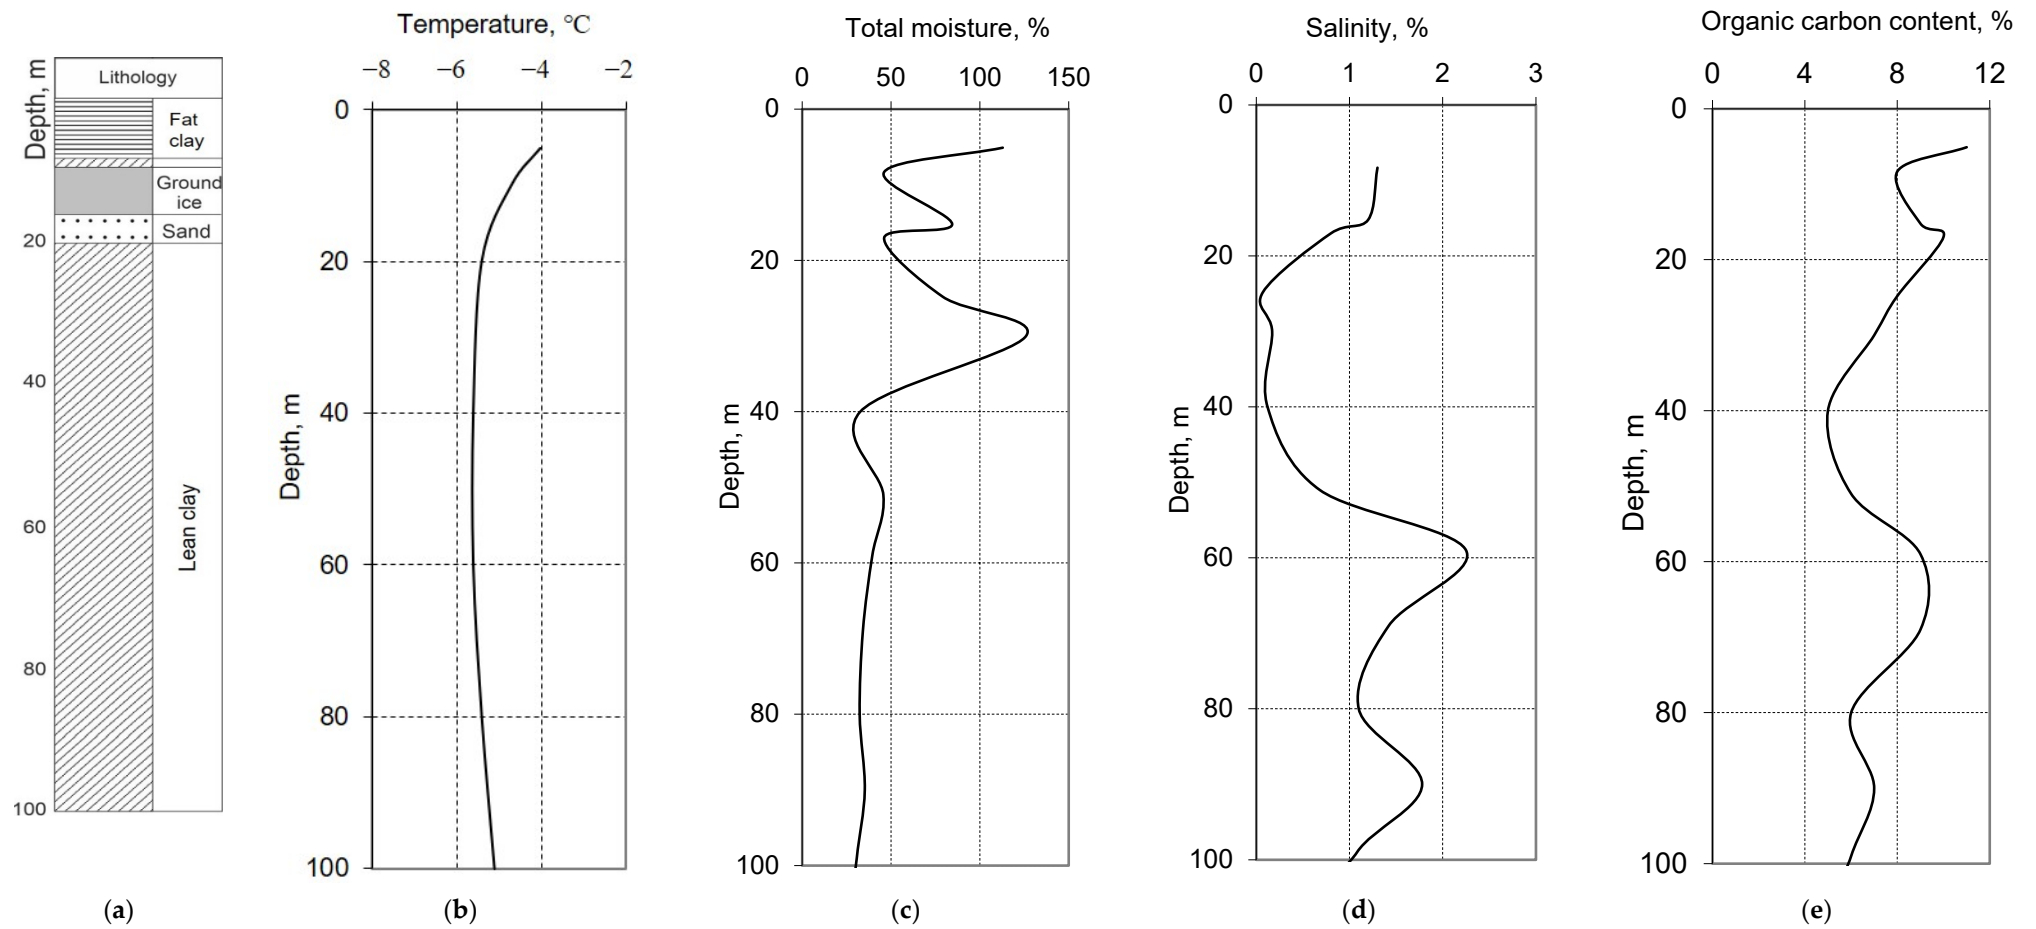 Depth, m
Lithology
Fat
clay
Ground
ice
Sand
20
40
60
80
100
Lean clay
(a)
Temperature, °C
−8 −6 −4 −2
0
20
40
60
80
100
Depth, m
(b)
Total moisture, %
0 50 100 150
0
20
40
60
80
100
Depth, m
(c)
Salinity, %
0 1 2 3
0
20
40
60
80
100
Depth, m
(d)
Organic carbon content, %
0 4 8 12
0
20
40
60
80
100
Depth, m
(e)